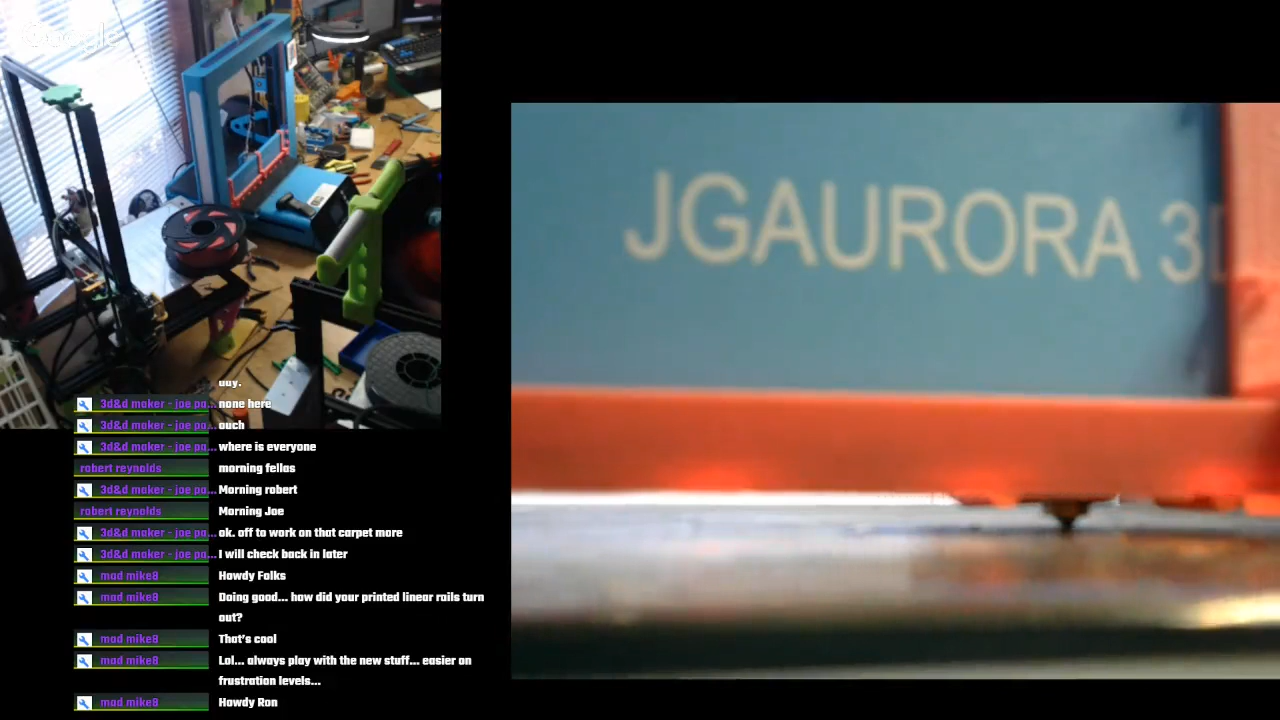 Google
JGAURORA 3D
uuy.
3d&d maker - joe pa... none here
3d&d maker - joe pa... ouch
3d&d maker - joe pa... where is everyone
robert reynolds morning fellas
3d&d maker - joe pa... Morning robert
robert reynolds Morning Joe
3d&d maker - joe pa... ok. off to work on that carpet more
3d&d maker - joe pa... I will check back in later
mad mike8 Howdy Folks
mad mike8 Doing good... how did your printed linear rails turn
out?
mad mike8 That's cool
mad mike8 Lol... always play with the new stuff... easier on
frustration levels...
mad mike8 Howdy Ron